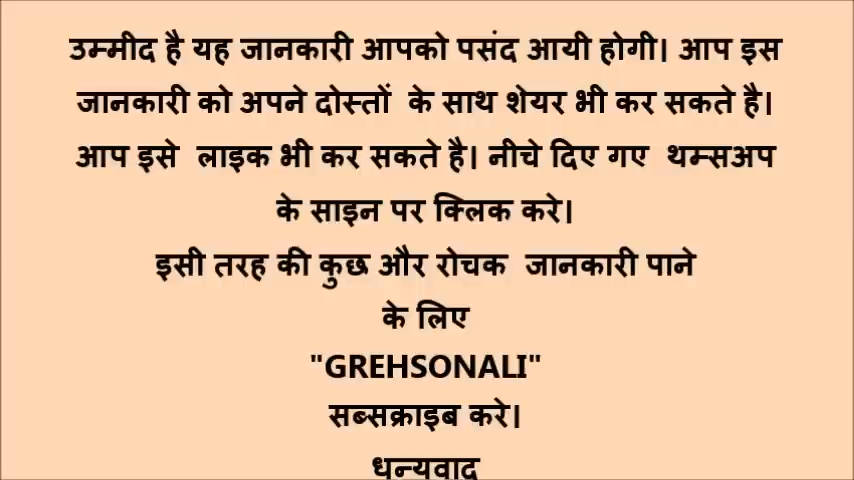 उम्मीद है यह जानकारी आपको पसंद आयी होगी। आप इस
जानकारी को अपने दोस्तों के साथ शेयर भी कर सकते है।
आप इसे लाइक भी कर सकते है। नीचे दिए गए थम्सअप
के साइन पर क्लिक करे।
इसी तरह की कुछ और रोचक जानकारी पाने
के लिए
"GREHSONALI"
सब्सक्राइब करे।
धन्यवाद